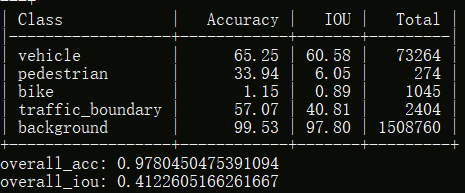 | Class | Accuracy | IOU | Total |
|------------------+----------+-------+---------|
| vehicle | 65.25 | 60.58 | 73264 |
| pedestrian | 33.94 | 6.05 | 274 |
| bike | 1.15 | 0.89 | 1045 |
| traffic_boundary | 57.07 | 40.81 | 2404 |
| background | 99.53 | 97.80 | 1508760 |
+------------------+----------+-------+---------+
overall_acc: 0.9780450475391094
overall_iou: 0.4122605166261667